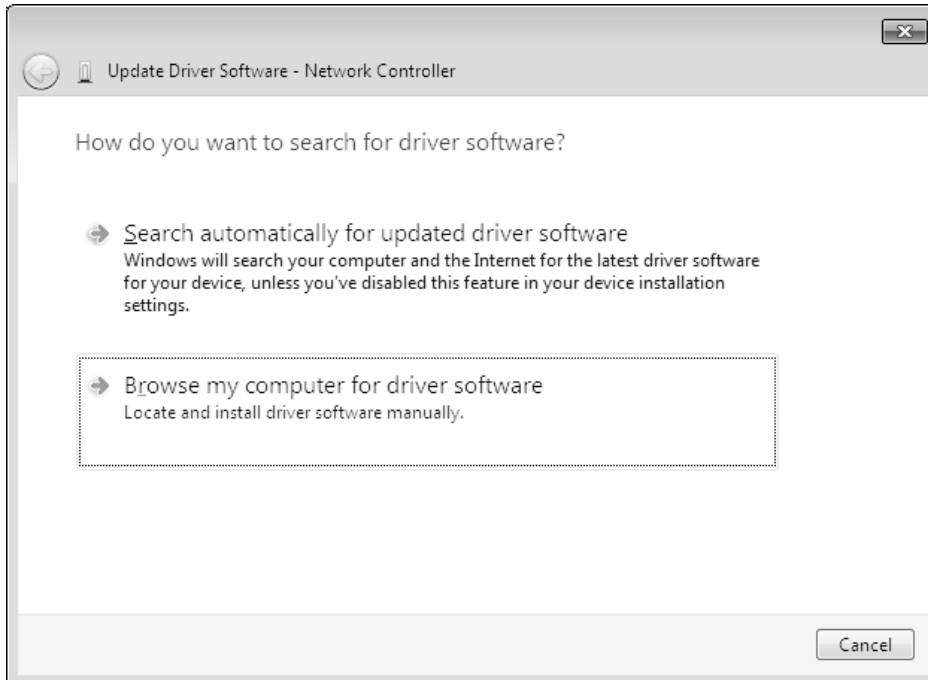 Update Driver Software - Network Controller
How do you want to search for driver software?
Search automatically for updated driver software
Windows will search your computer and the Internet for the latest driver software
for your device, unless you've disabled this feature in your device installation
settings.
Browse my computer for driver software
Locate and install driver software manually.
Cancel